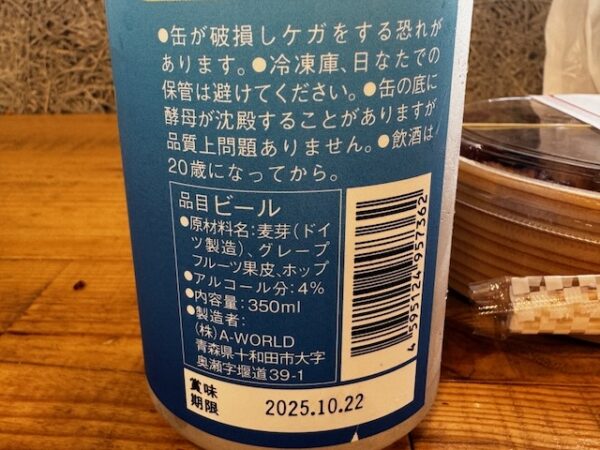 ●缶が破損しケガをする恐れが
あります。●冷凍庫、日なたでの
保管は避けてください。●缶の底に
酵母が沈殿することがありますが
品質上問題ありません。●飲酒は
20歳になってから。
品目ビール
●原材料名:麦芽(ドイ
ツ製造)、グレープ
フルーツ果皮、ホップ
●アルコール分:4%
●内容量:350ml
●製造者:
(株)A-WORLD
青森県十和田市大字
奥瀬字堰道39-1
4 595124 957362
賞味
期限
2025.10.22